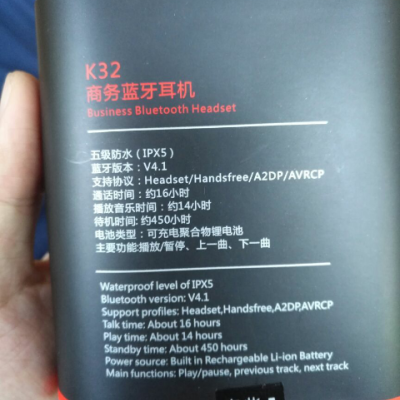 K32
商务蓝牙耳机
Business Bluetooth Headset
五级防水（IPX5）
蓝牙版本：V4.1
支持协议：Headset/Handsfree/A2DP/AVRCP
通话时间：约16小时
播放音乐时间：约14小时
待机时间：约450小时
电池类型：可充电聚合物锂电池
主要功能:播放/暂停、上一曲、下一曲
Waterproof level of IPX5
Bluetooth version: V4.1
Support profiles: Headset,Handsfree,A2DP,AVRCP
Talk time: About 16 hours
Play time: About 14 hours
Standby time: About 450 hours
Power source: Built in Rechargeable Li-ion Battery
Main functions: Play/pause, previous track, next track